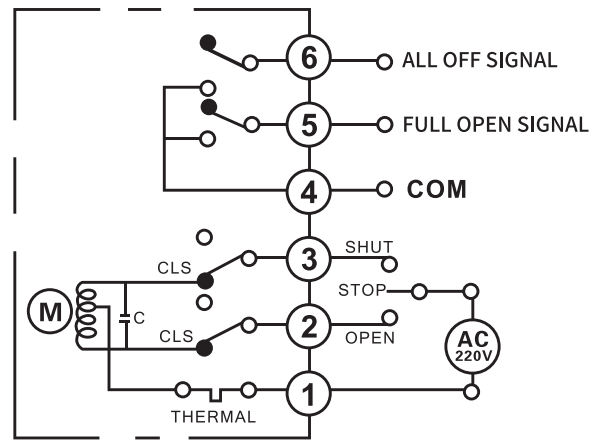 6 ALL OFF SIGNAL
5 FULL OPEN SIGNAL
4 COM
CLS 3 SHUT
STOP
M C
CLS 2 OPEN
AC
220V
THERMAL 1